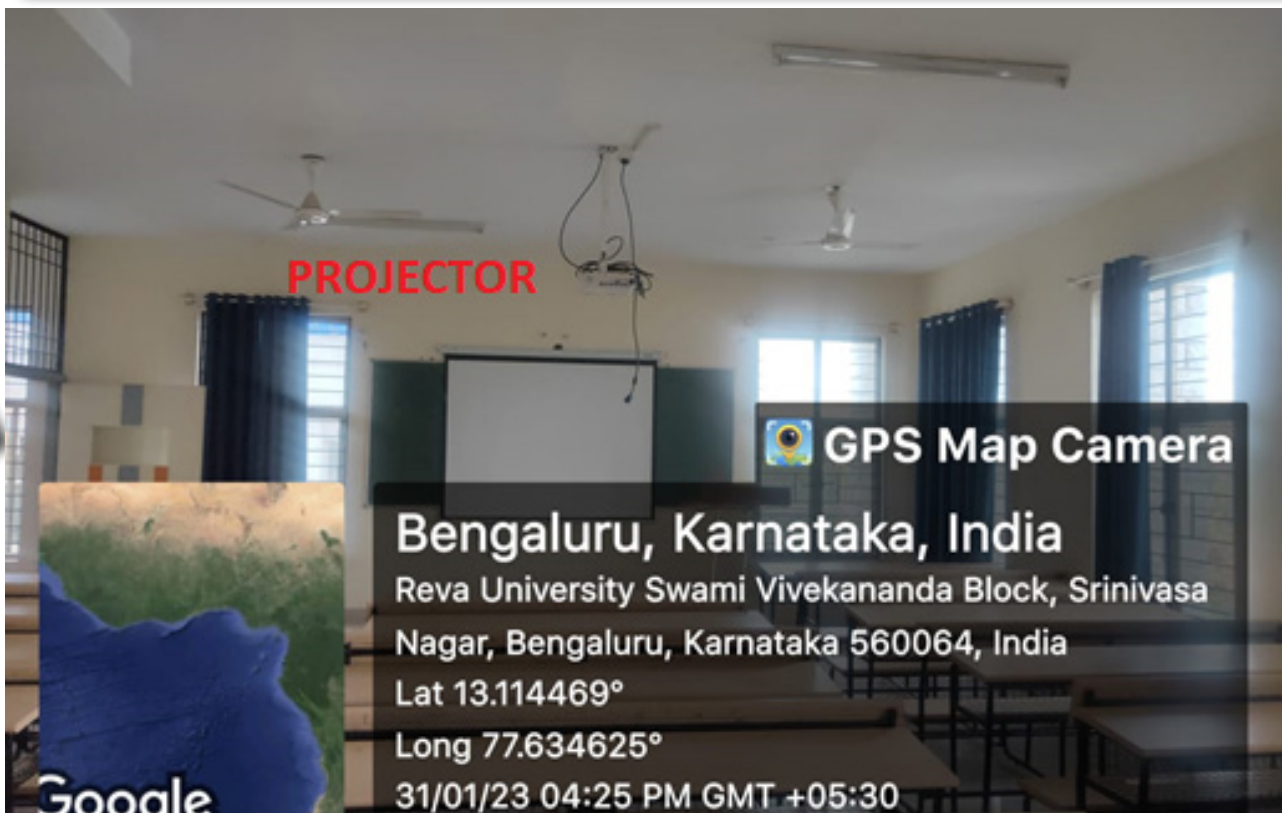 PROJECTOR
GPS Map Camera
Bengaluru, Karnataka, India
Reva University Swami Vivekananda Block, Srinivasa
Nagar, Bengaluru, Karnataka 560064, India
Lat 13.114469°
Long 77.634625°
31/01/23 04:25 PM GMT +05:30
Google